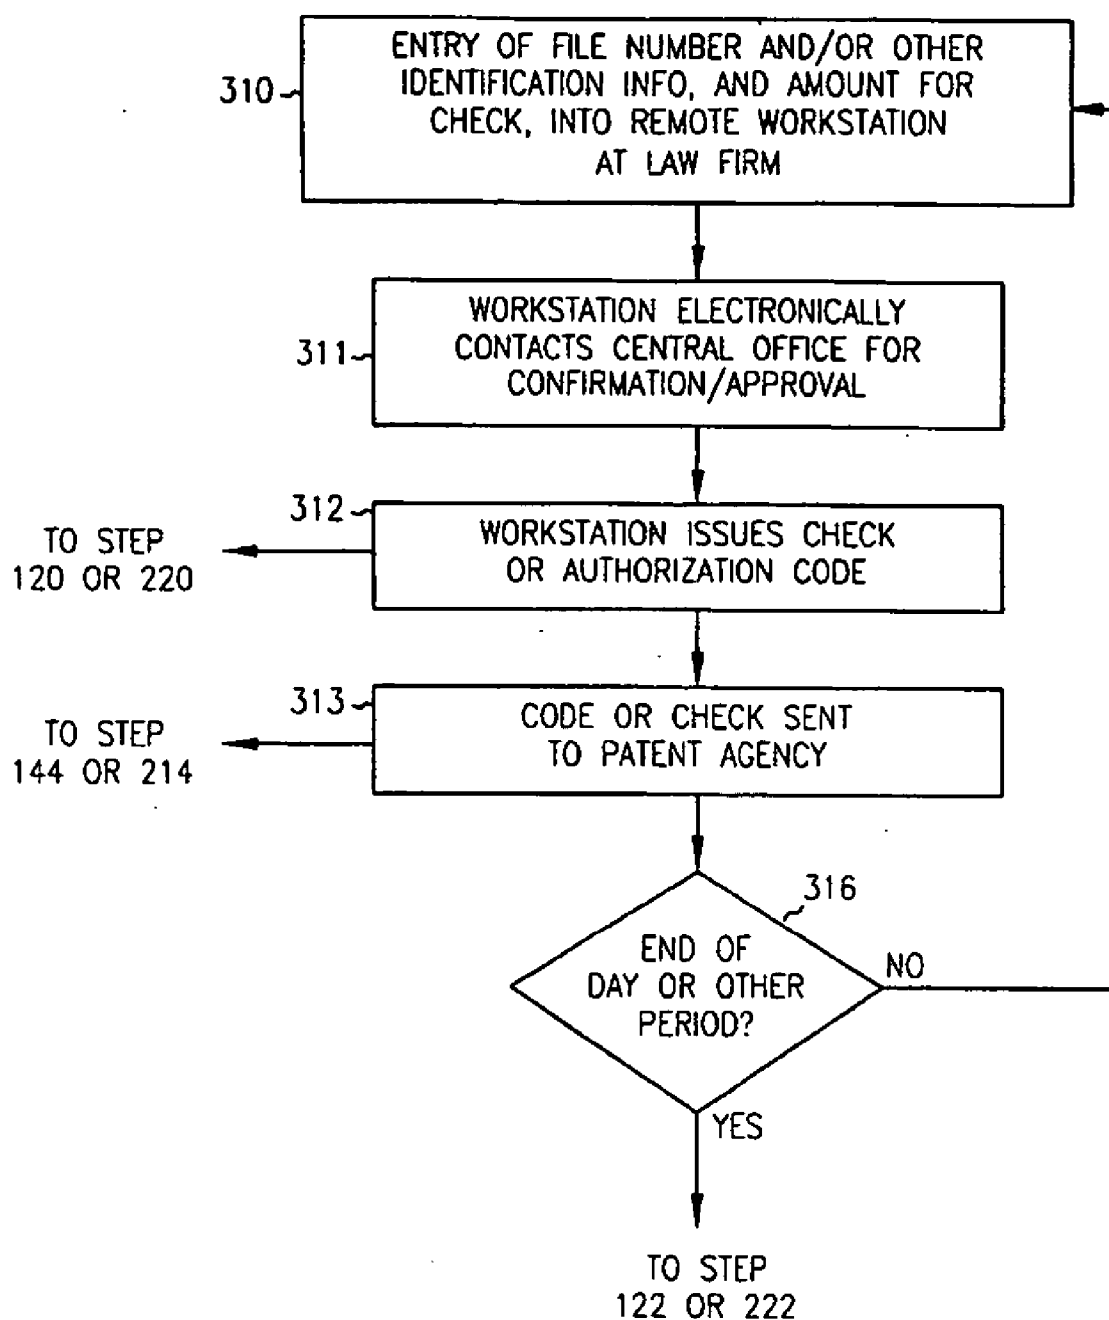 ENTRY OF FILE NUMBER AND/OR OTHER
IDENTIFICATION INFO, AND AMOUNT FOR
CHECK, INTO REMOTE WORKSTATION
AT LAW FIRM
310
WORKSTATION ELECTRONICALLY
CONTACTS CENTRAL OFFICE FOR
CONFIRMATION/APPROVAL
311
312
WORKSTATION ISSUES CHECK
OR AUTHORIZATION CODE
TO STEP
120 OR 220
313
CODE OR CHECK SENT
TO PATENT AGENCY
TO STEP
144 OR 214
316
END OF
DAY OR OTHER
PERIOD?
NO
YES
TO STEP
122 OR 222